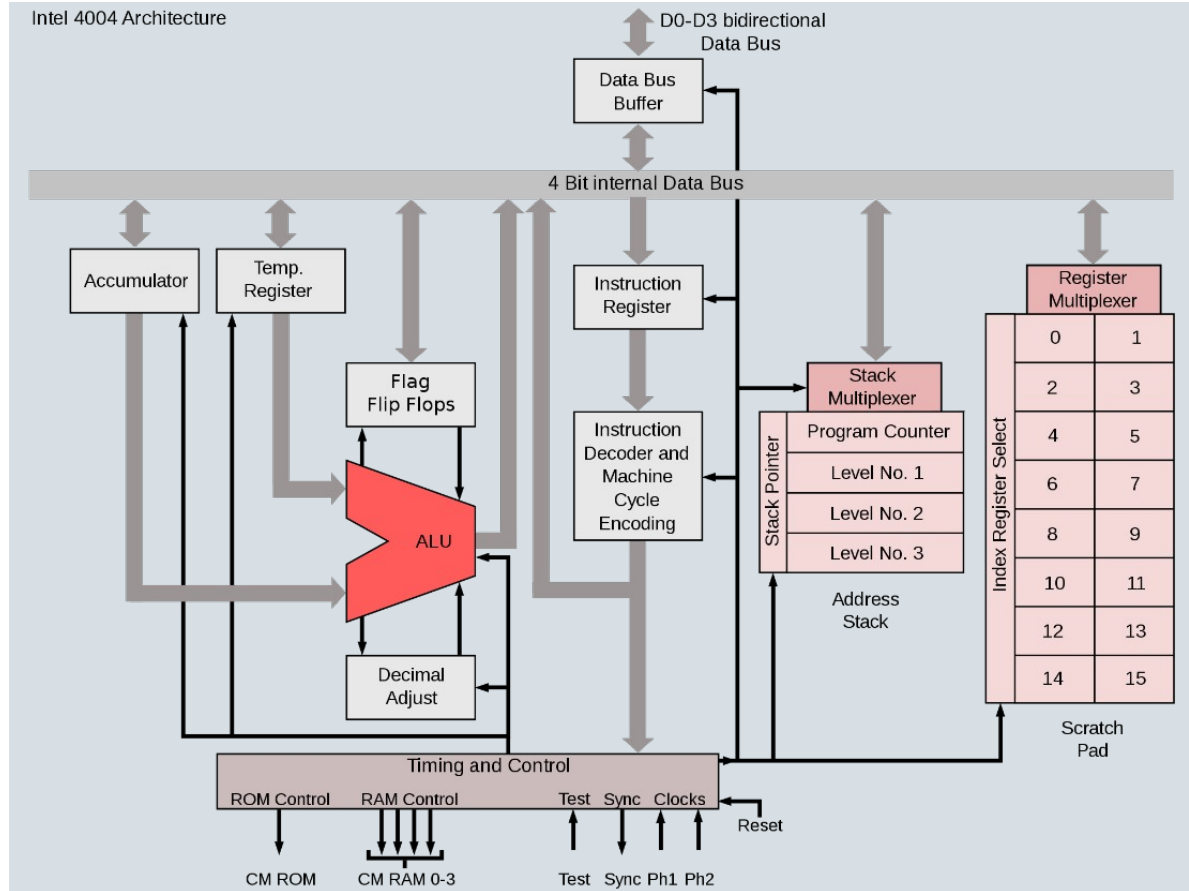 Intel 4004 Architecture
D0-D3 bidirectional
Data Bus
Data Bus
Buffer
4 Bit internal Data Bus
Accumulator
Temp.
Register
Instruction
Register
Register
Multiplexer
Flag
Flip Flops
Stack
Multiplexer
Instruction
Decoder and
Machine
Cycle
Encoding
Stack Pointer
Program Counter
Level No. 1
Level No. 2
Level No. 3
Address
Stack
Index Register Select
0 1
2 3
4 5
6 7
8 9
10 11
12 13
14 15
Scratch
Pad
ALU
Decimal
Adjust
Timing and Control
ROM Control RAM Control Test Sync Clocks
Reset
CM ROM CM RAM 0-3 Test Sync Ph1 Ph2